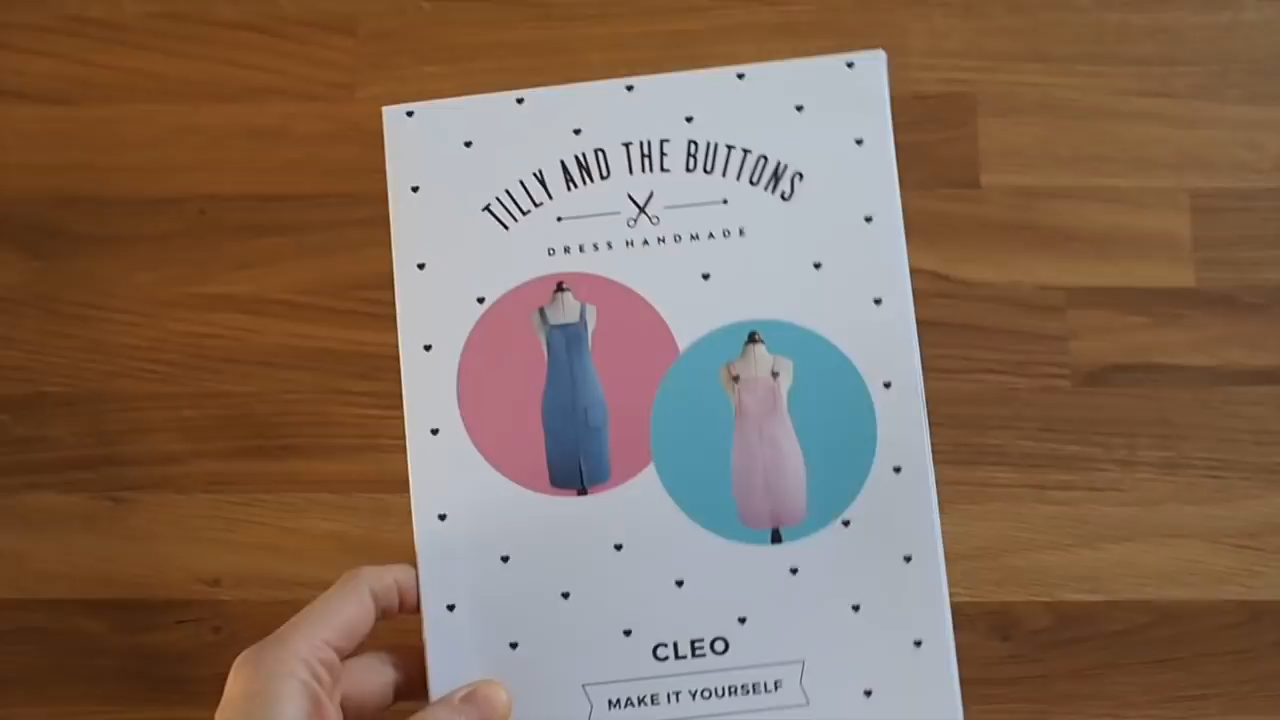 TILLY AND THE BUTTONS
DRESS HANDMADE
CLEO
MAKE IT YOURSELF